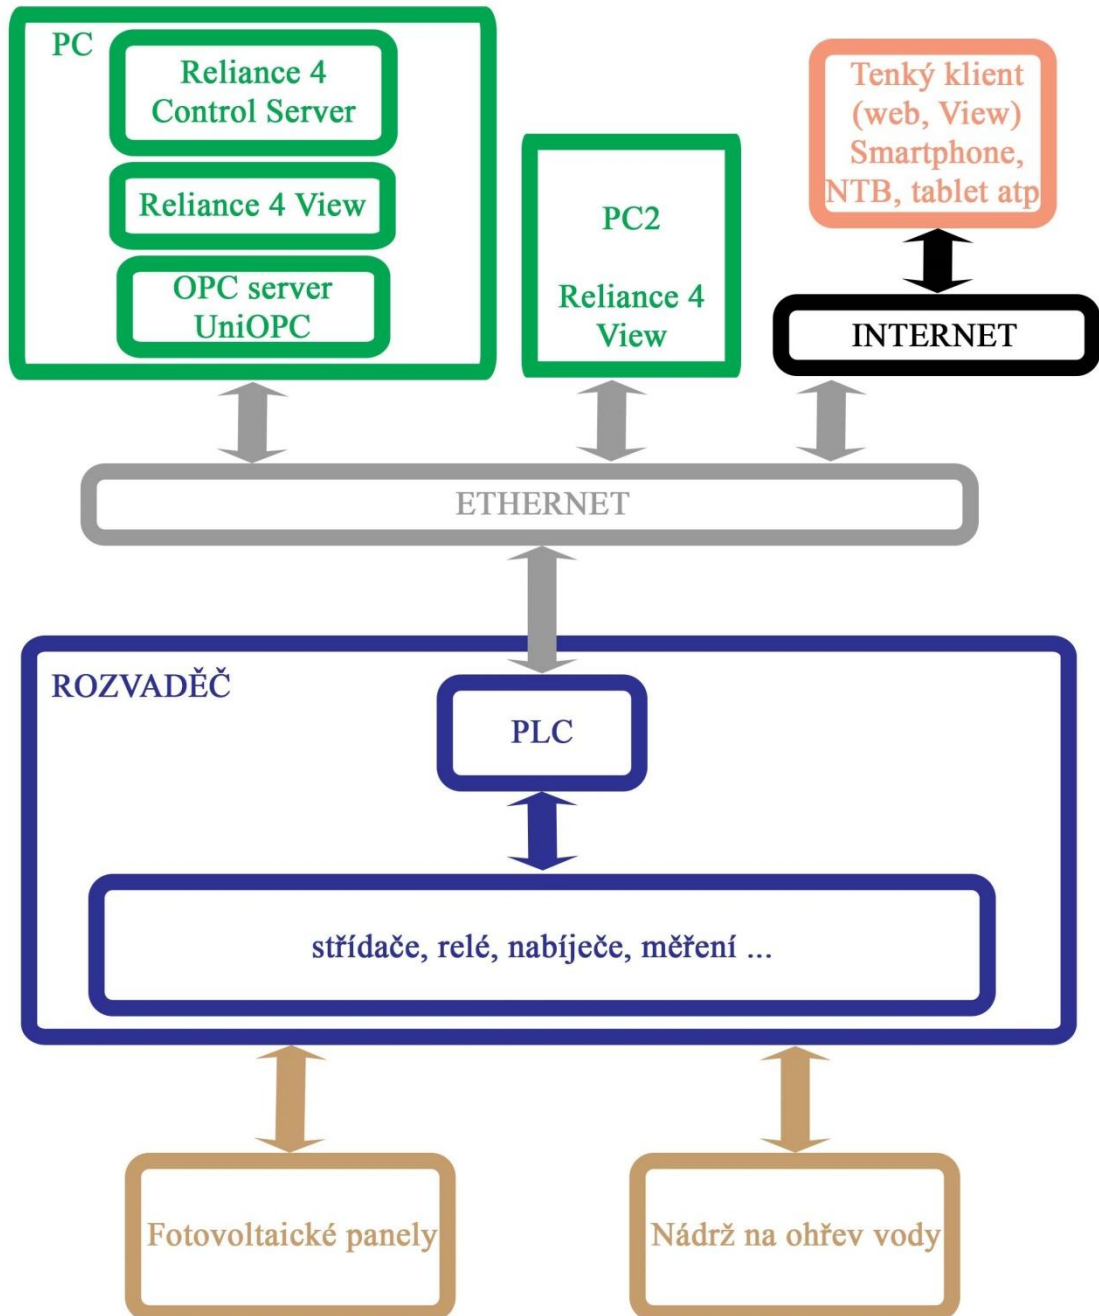 PC
Reliance 4
Control Server
Reliance 4 View
OPC server
UniOPC
PC2
Reliance 4
View
Tenký klient
(web, View)
Smartphone,
NTB, tablet atp
INTERNET
ETHERNET
ROZVADĚČ
PLC
střídače, relé, nabíječe, měření ...
Fotovoltaické panely
Nádrž na ohřev vody